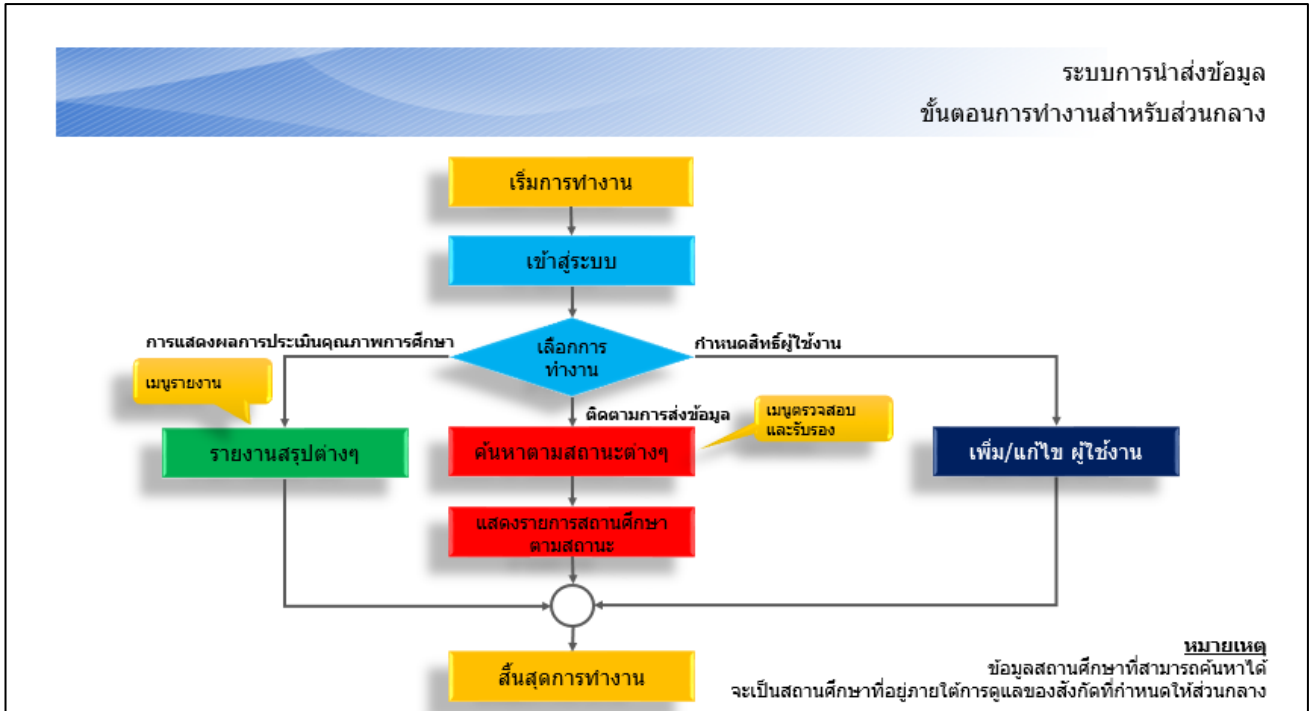 ระบบการนำส่งข้อมูล
ขั้นตอนการทำงานสำหรับส่วนกลาง
เริ่มการทำงาน
เข้าสู่ระบบ
การแสดงผลการประเมินคุณภาพการศึกษา
เลือกการ
ทำงาน
กำหนดสิทธิ์ผู้ใช้งาน
เมนูรายงาน
ติดตามการส่งข้อมูล
เมนูตรวจสอบ
และรับรอง
รายงานสรุปต่างๆ
ค้นหาตามสถานะต่างๆ
เพิ่ม/แก้ไข ผู้ใช้งาน
แสดงรายการสถานศึกษา
ตามสถานะ
สิ้นสุดการทำงาน
หมายเหตุ
ข้อมูลสถานศึกษาที่สามารถค้นหาได้
จะเป็นสถานศึกษาที่อยู่ภายใต้การดูแลของสังกัดที่กำหนดให้ส่วนกลาง